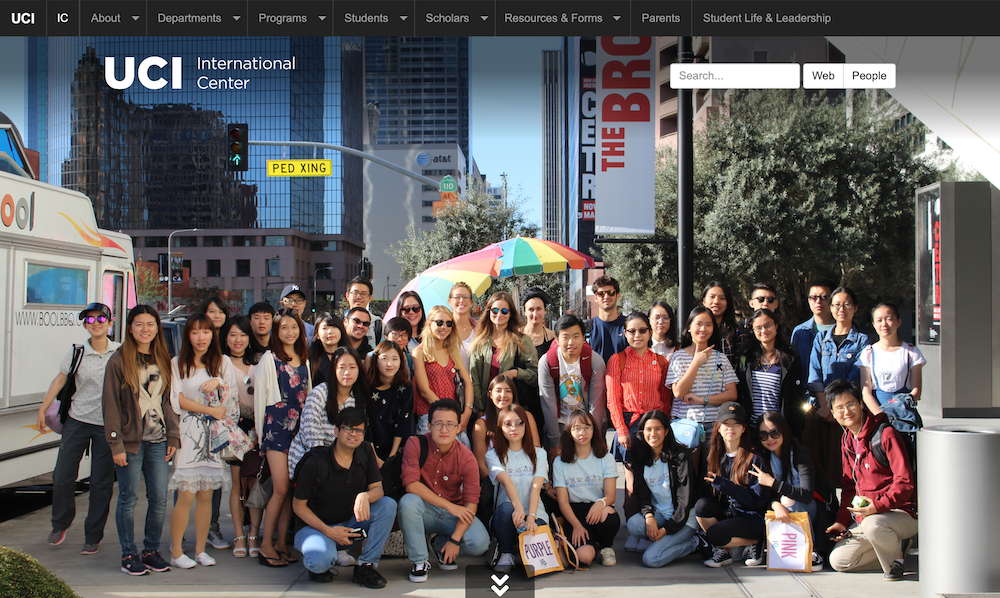 UCI
IC
About
Departments
Programs
Students
Scholars
Resources & Forms
Parents
Student Life & Leadership
UCI International
Center
Search...
Web
People
PED XING
at&t
110
THE BRO
ool
WWW.BOOLBBQ.C
PURPLE
PINK